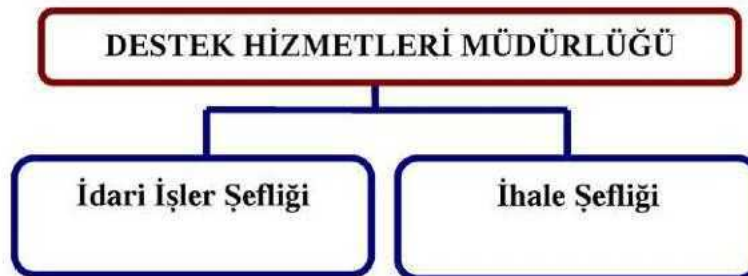 DESTEK HİZMETLERİ MÜDÜRLÜĞÜ
İdari İşler Şefliği
İhale Şefliği